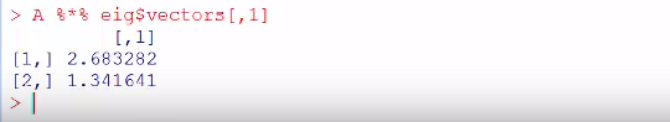 > A %*% eig$vectors[,1]
[,1]
[1,] 2.683282
[2,] 1.341641
>